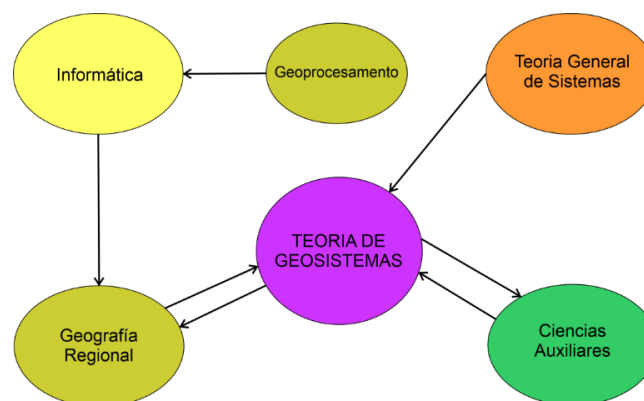 Informática
Geoprocesamento
Teoria General
de Sistemas
TEORIA DE
GEOSISTEMAS
Geografía
Regional
Ciencias
Auxiliares